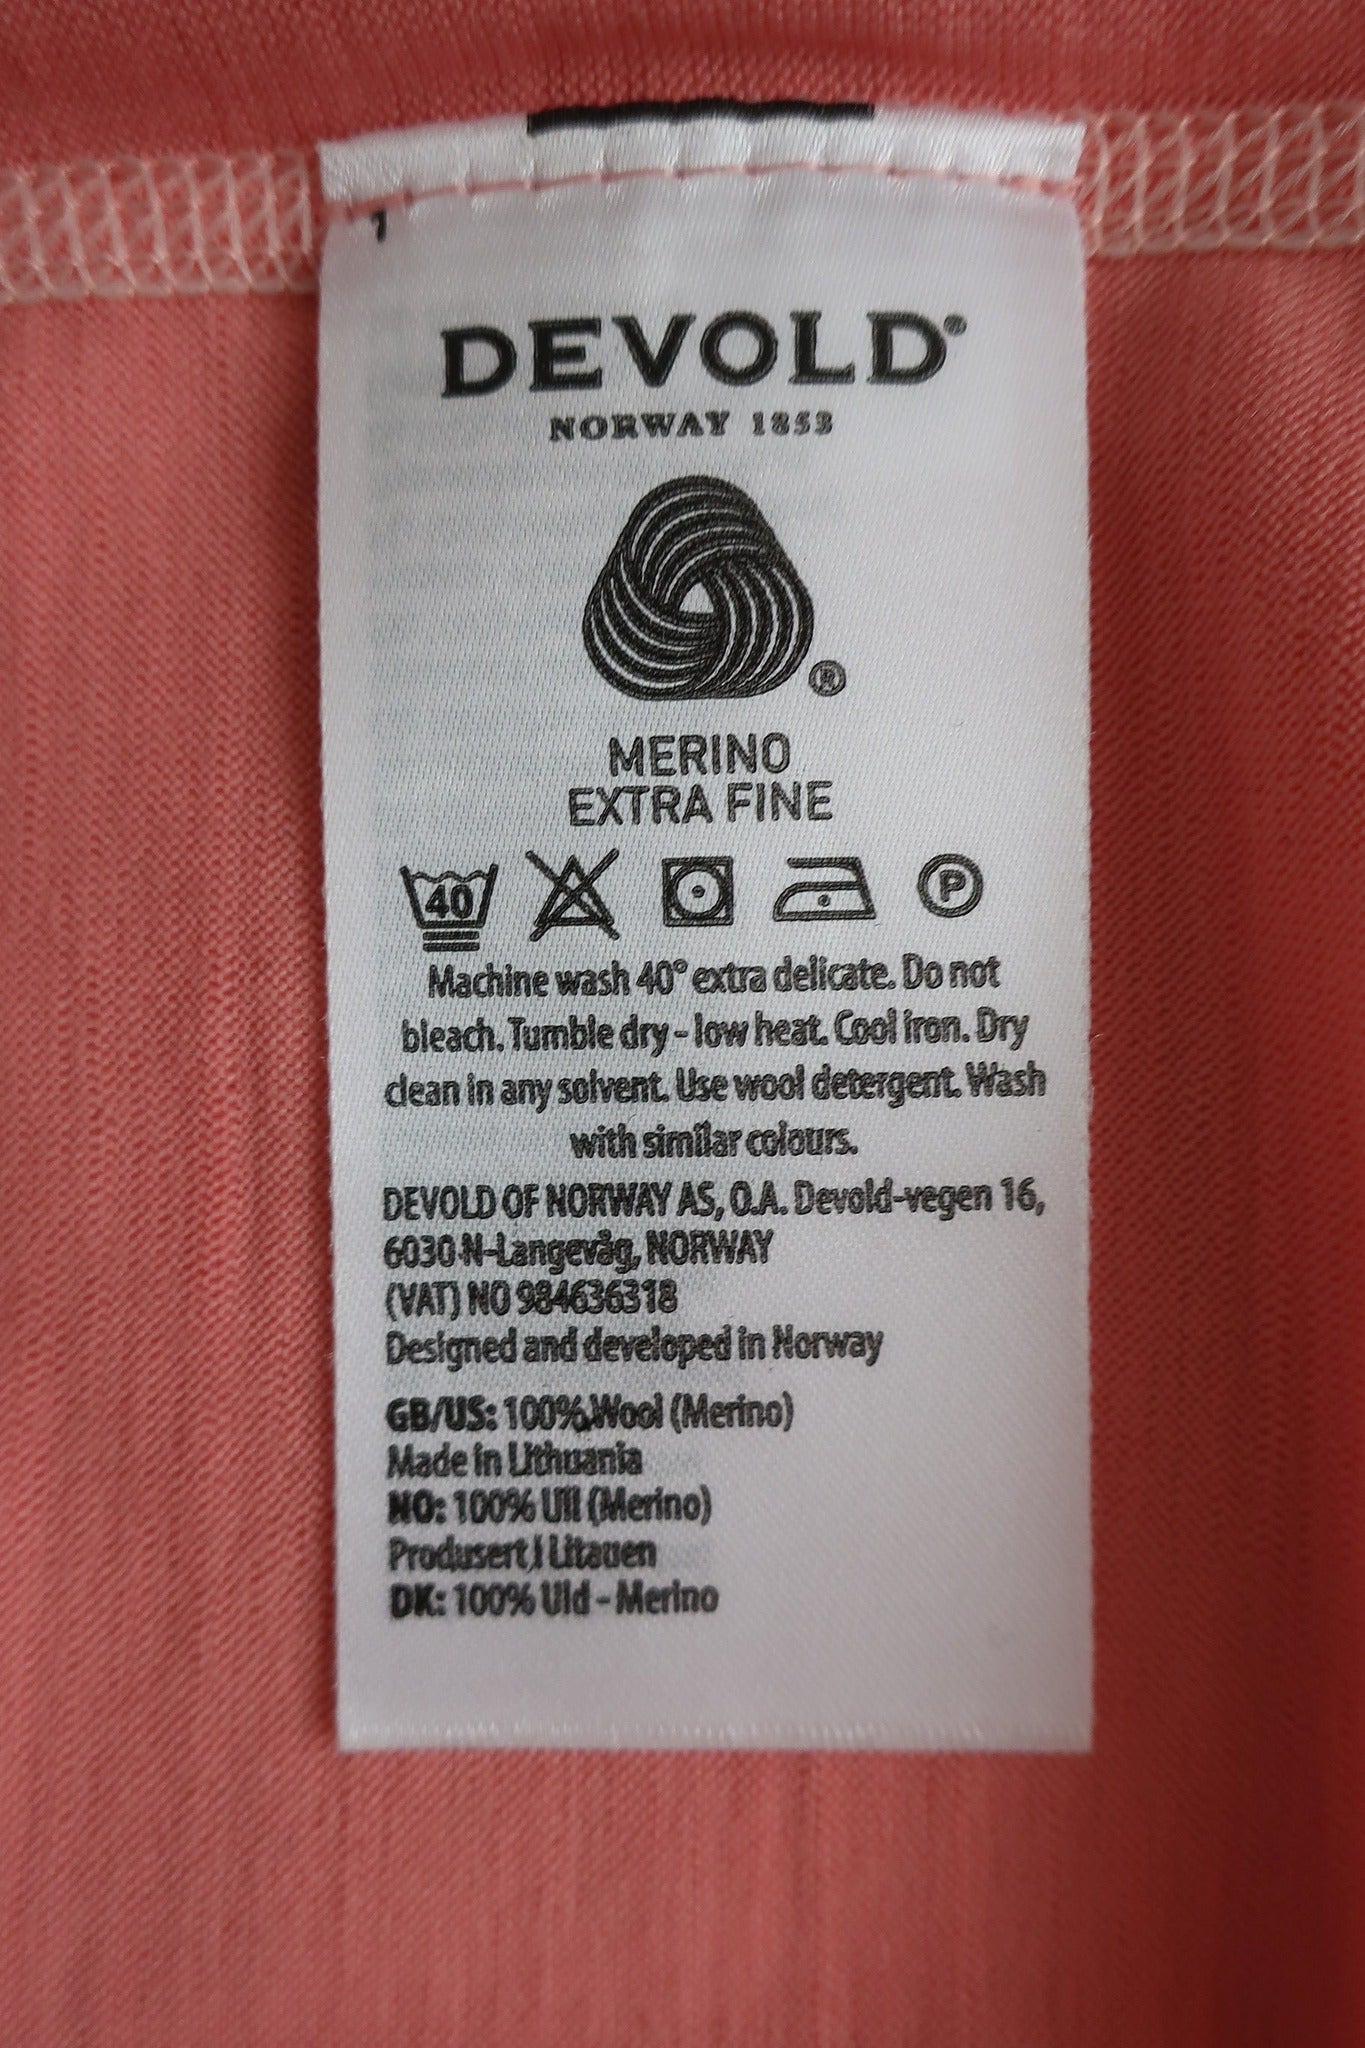 1
DEVOLD®
NORWAY 1853
®
MERINO
EXTRA FINE
40 P
Machine wash 40° extra delicate. Do not
bleach. Tumble dry - low heat. Cool iron. Dry
clean in any solvent. Use wool detergent. Wash
with similar colours.
DEVOLD OF NORWAY AS, O.A. Devold-vegen 16,
6030 N-Langevåg, NORWAY
(VAT) NO 984636318
Designed and developed in Norway
GB/US: 100% Wool (Merino)
Made in Lithuania
NO: 100% Ull (Merino)
Produsert i Litauen
DK: 100% Uld - Merino